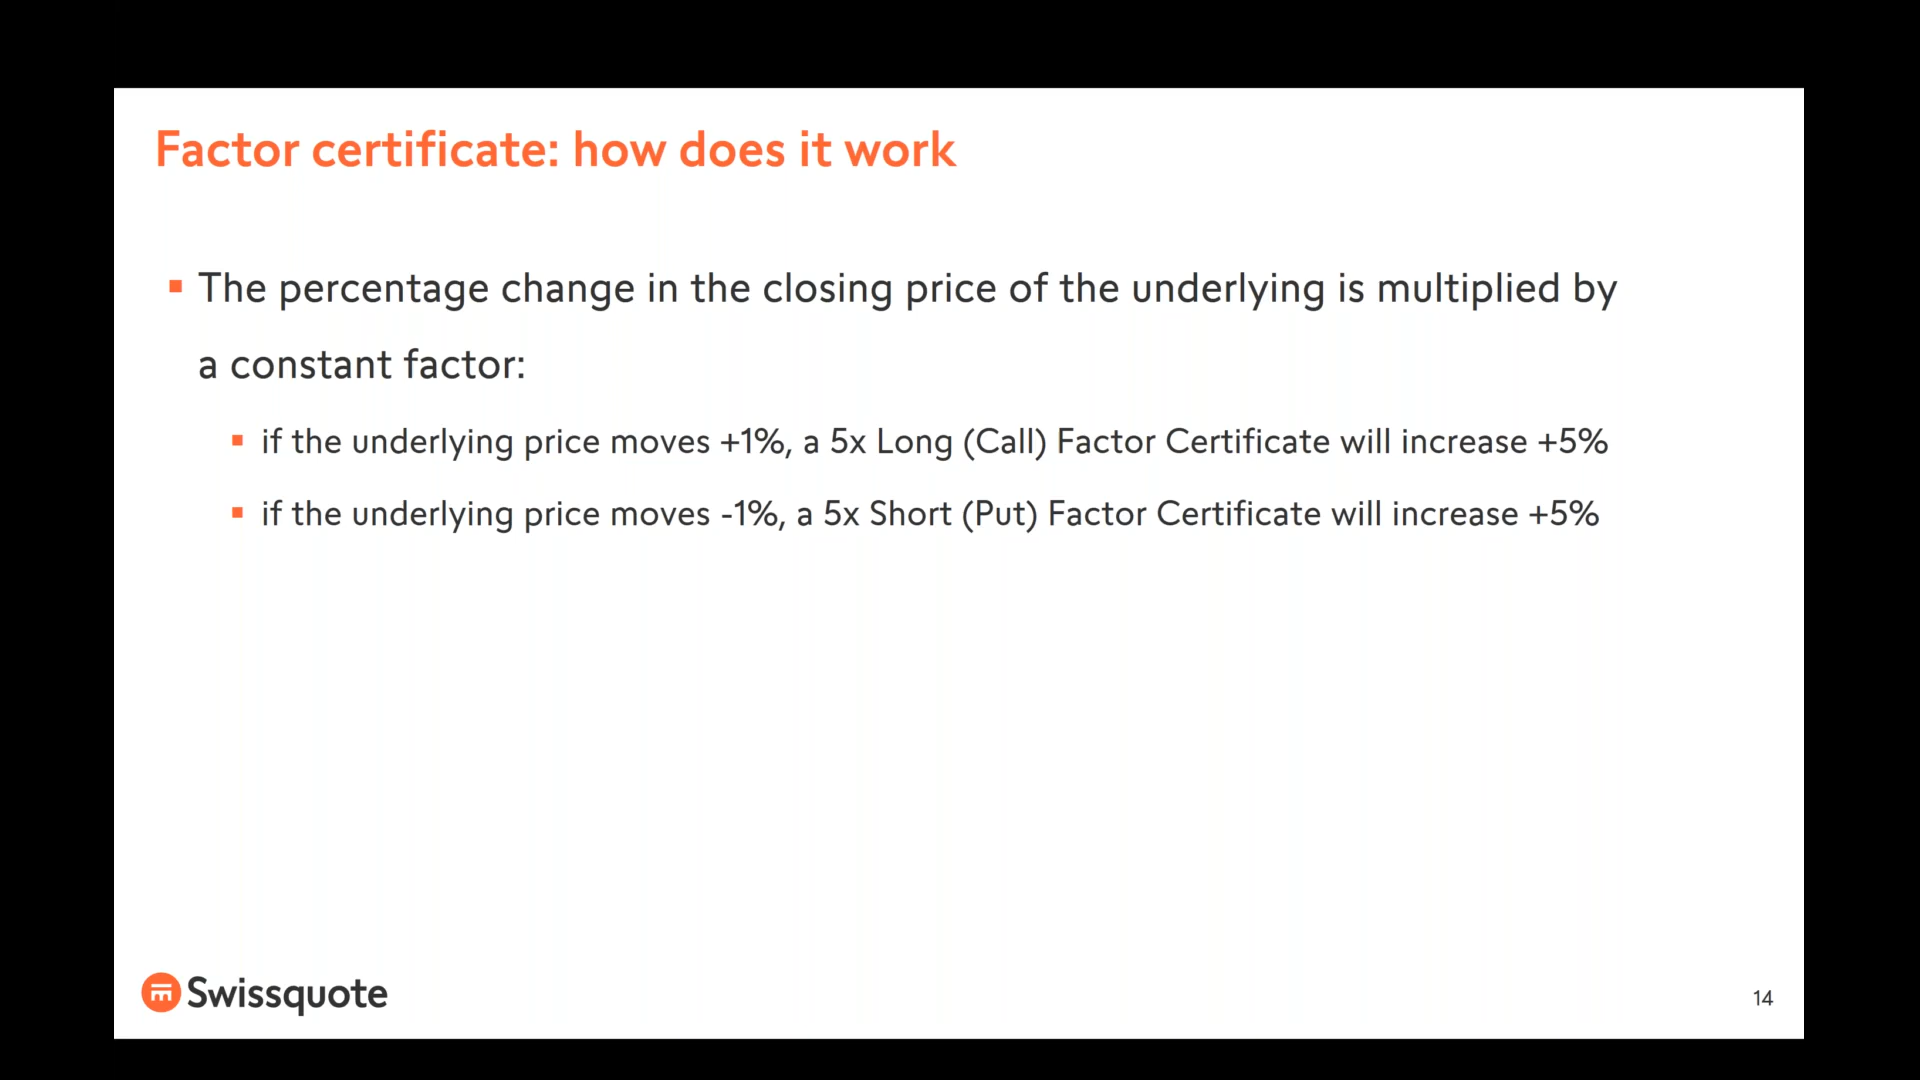 Factor certificate: how does it work
The percentage change in the closing price of the underlying is multiplied by
a constant factor:
if the underlying price moves +1%, a 5x Long (Call) Factor Certificate will increase +5%
if the underlying price moves -1%, a 5x Short (Put) Factor Certificate will increase +5%
Swissquote
14